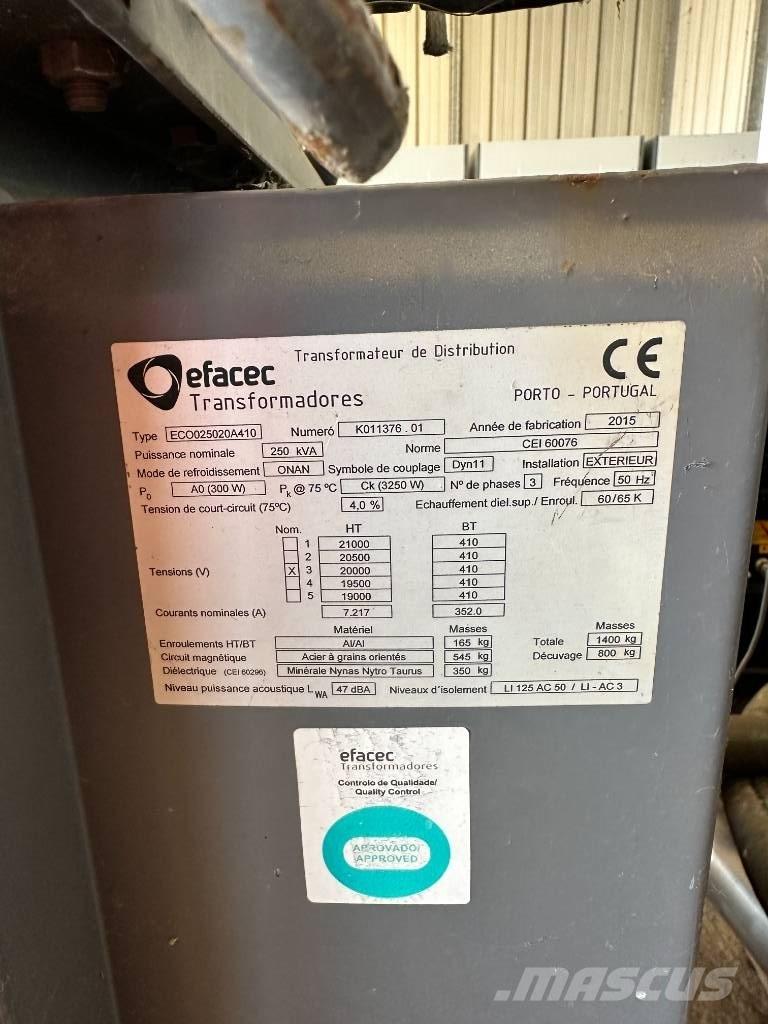 efacec
Transformadores
Transformateur de Distribution
CE
PORTO - PORTUGAL
Type ECO025020A410 Numeró K011376 . 01 Année de fabrication 2015
Puissance nominale 250 kVA Norme CEI 60076
Mode de refroidissement ONAN Symbole de couplage Dyn11 Installation EXTERIEUR
P0 A0 (300 W) Pk @ 75 ºC Ck (3250 W) Nº de phases 3 Fréquence 50 Hz
Tension de court-circuit (75ºC) 4,0 % Echauffement diel.sup./ Enroul. 60/65 K
Nom. HT BT
1 21000 410
2 20500 410
Tensions (V) X 3 20000 410
4 19500 410
5 19000 410
Courants nominales (A) 7.217 352.0
Matériel Masses Masses
Enroulements HT/BT Al/Al 165 kg Totale 1400 kg
Circuit magnétique Acier à grains orientés 545 kg Décuvage 800 kg
Diélectrique (CEI 60296) Minérale Nynas Nytro Taurus 350 kg
Niveau puissance acoustique LWA 47 dBA Niveaux d'isolement LI 125 AC 50 / LI - AC 3
efacec
Transformadores
Controlo de Qualidade/
Quality Control
APROVADO/
APPROVED
MASCUS